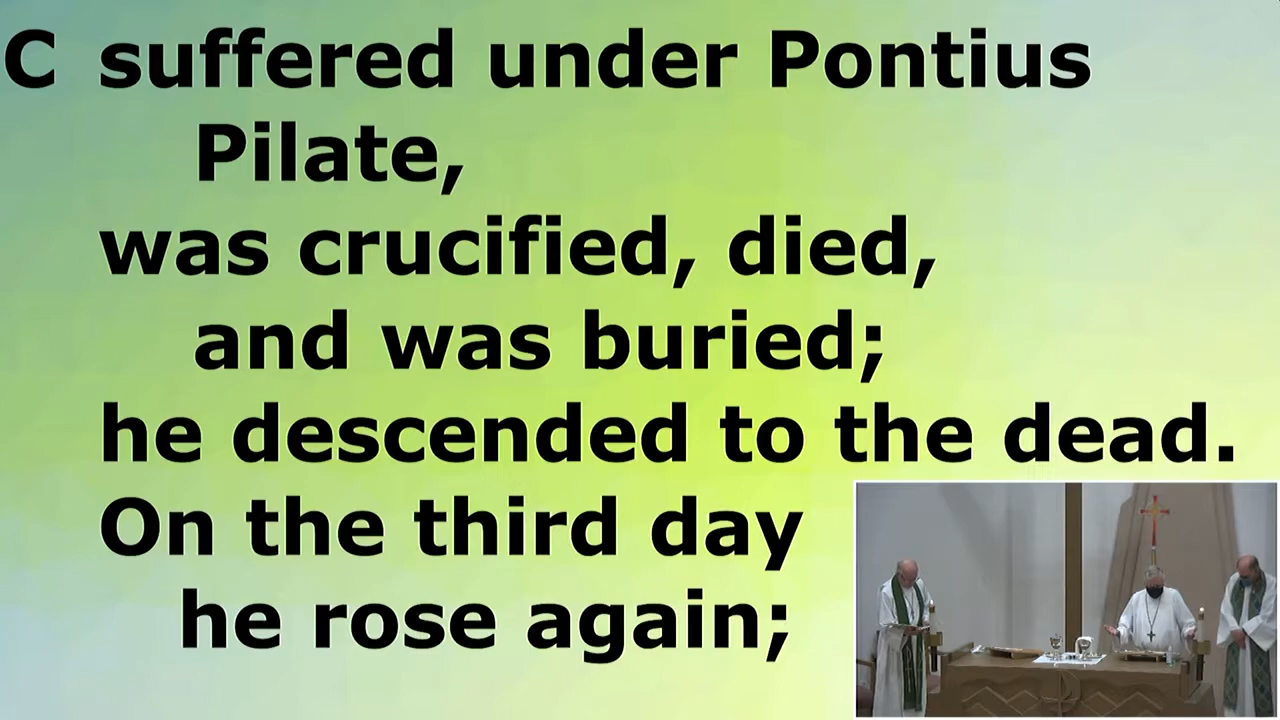 C suffered under Pontius
Pilate,
was crucified, died,
and was buried;
he descended to the dead.
On the third day
he rose again;